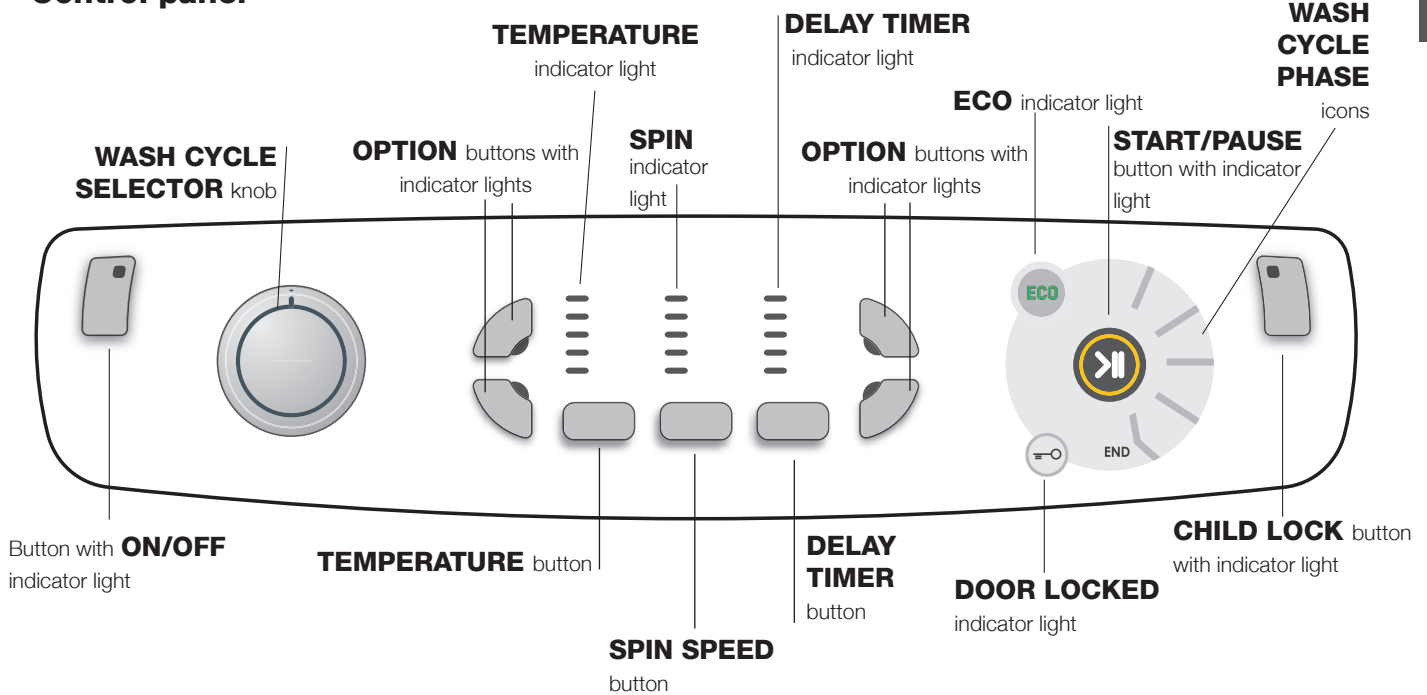 Control panel
TEMPERATURE
indicator light
DELAY TIMER
indicator light
WASH
CYCLE
PHASE
icons
ECO indicator light
WASH CYCLE
SELECTOR knob
OPTION buttons with
indicator lights
SPIN
indicator
light
OPTION buttons with
indicator lights
START/PAUSE
button with indicator
light
ECO
END
Button with ON/OFF
indicator light
TEMPERATURE button
SPIN SPEED
button
DELAY
TIMER
button
DOOR LOCKED
indicator light
CHILD LOCK button
with indicator light